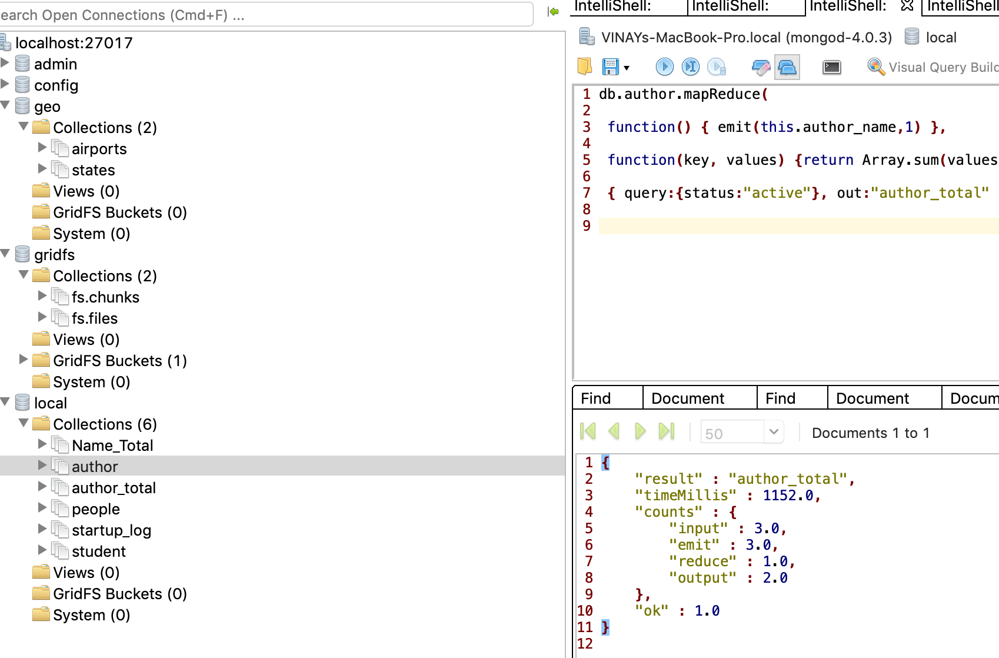 earch Open Connections (Cmd+F) ...
localhost:27017
admin
config
geo
Collections (2)
airports
states
Views (0)
GridFS Buckets (0)
System (0)
gridfs
Collections (2)
fs.chunks
fs.files
Views (0)
GridFS Buckets (1)
System (0)
local
Collections (6)
Name_Total
author
author_total
people
startup_log
student
Views (0)
GridFS Buckets (0)
System (0)
IntelliShell: IntelliShell: IntelliShell: IntelliShell
VINAYs-MacBook-Pro.local (mongod-4.0.3) local
Visual Query Build
1 db.author.mapReduce(
2
3 function() { emit(this.author_name,1) },
4
5 function(key, values) {return Array.sum(values
6
7 { query:{status:"active"}, out:"author_total"
8
9
Find Document Find Document Docum
50 Documents 1 to 1
1 {
2 "result" : "author_total",
3 "timeMillis" : 1152.0,
4 "counts" : {
5 "input" : 3.0,
6 "emit" : 3.0,
7 "reduce" : 1.0,
8 "output" : 2.0
9 },
10 "ok" : 1.0
11 }
12